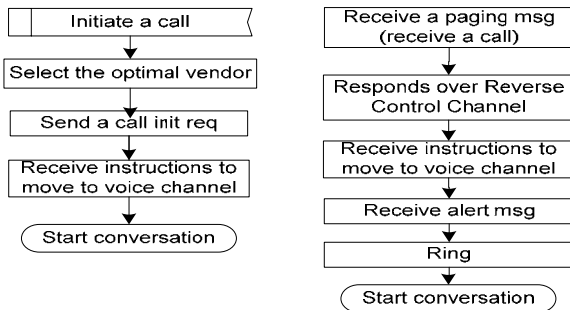 Initiate a call
Select the optimal vendor
Send a call init req
Receive instructions to
move to voice channel
Start conversation
Receive a paging msg
(receive a call)
Responds over Reverse
Control Channel
Receive instructions to
move to voice channel
Receive alert msg
Ring
Start conversation